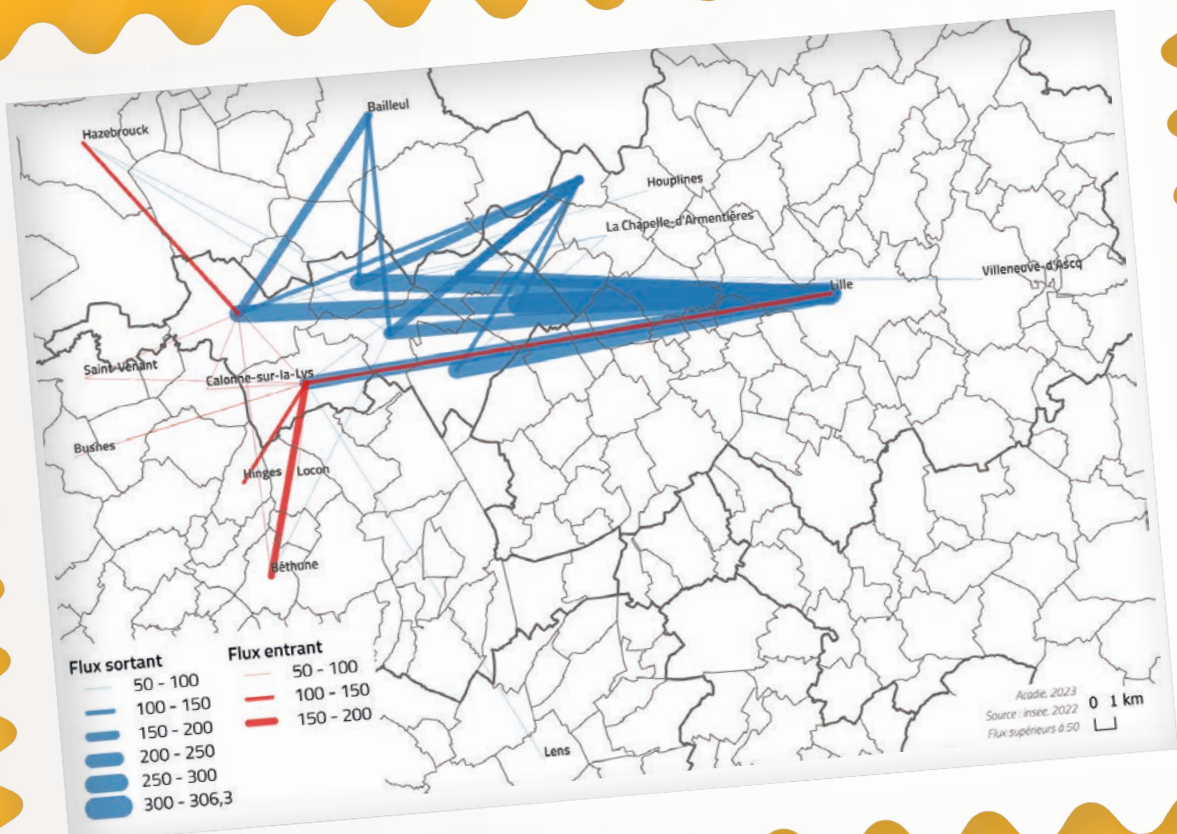 Bailleul
Hazebrouck
Houplines
La Chapelle-d'Armentières
Villeneuve-d'Ascq
Lille
Saint-Venant
Calonne-sur-la-Lys
Busnes
Hinges Locon
Béthune
Flux sortant
50 - 100
100 - 150
150 - 200
200 - 250
250 - 300
300 - 306,3
Flux entrant
50 - 100
100 - 150
150 - 200
Lens
Acadie, 2023
Source : insee, 2022
Flux supérieurs à 50
0 1 km